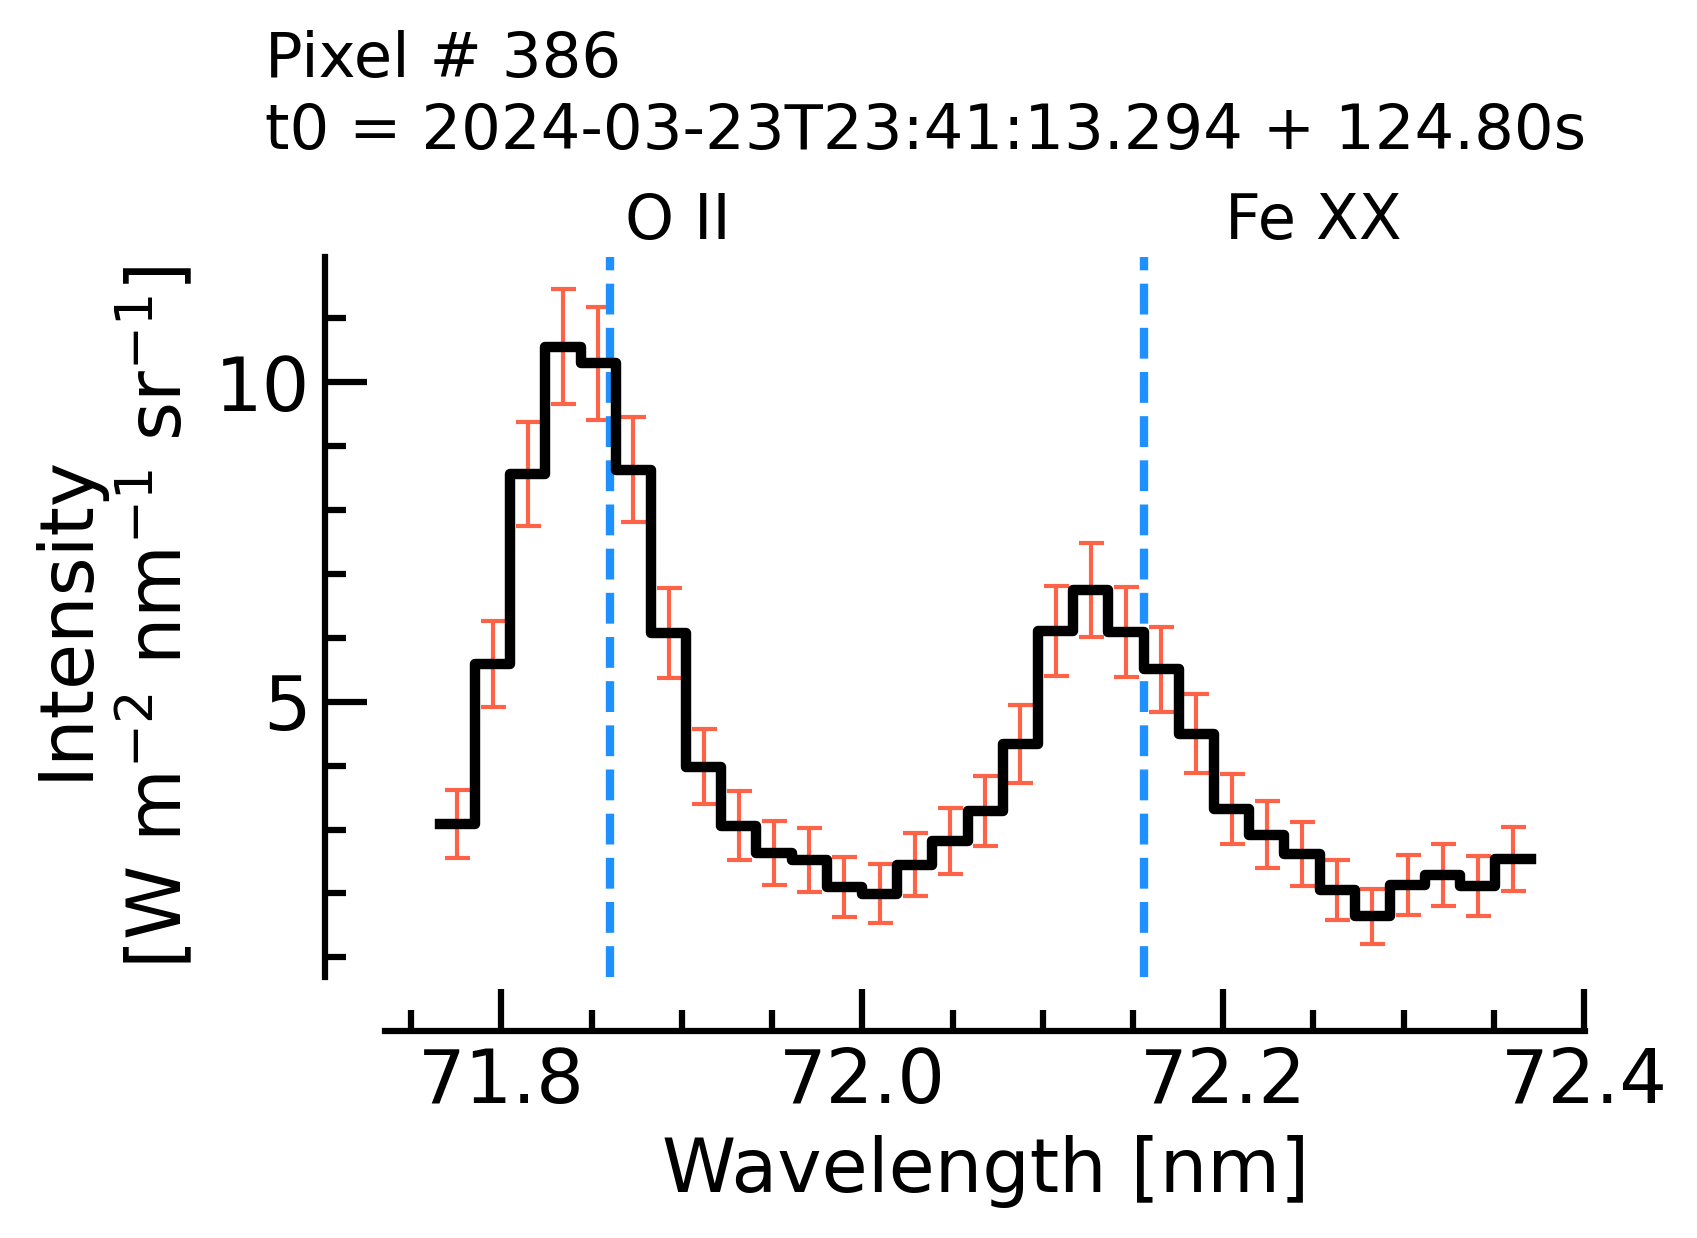 Pixel # 386
t0 = 2024-03-23T23:41:13.294 + 124.80s
O II Fe XX
Intensity
[W m⁻² nm⁻¹ sr⁻¹]
10
5
71.8 72.0 72.2 72.4
Wavelength [nm]